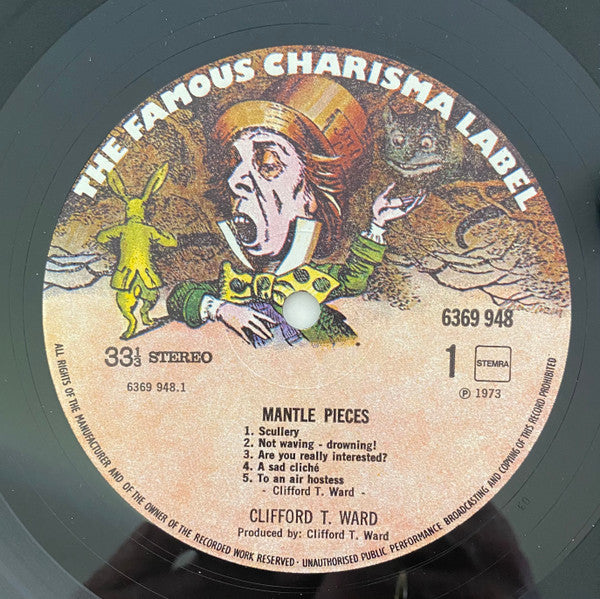 THE FAMOUS CHARISMA LABEL
6369 948
33⅓ STEREO
1
STEMRA
6369 948.1
℗ 1973
MANTLE PIECES
1. Scullery
2. Not waving - drowning!
3. Are you really interested?
4. A sad cliché
5. To an air hostess
- Clifford T. Ward -
CLIFFORD T. WARD
Produced by: Clifford T. Ward
ALL RIGHTS OF THE MANUFACTURER AND OF THE OWNER OF THE RECORDED WORK RESERVED · UNAUTHORISED PUBLIC PERFORMANCE BROADCASTING AND COPYING OF THIS RECORD PROHIBITED